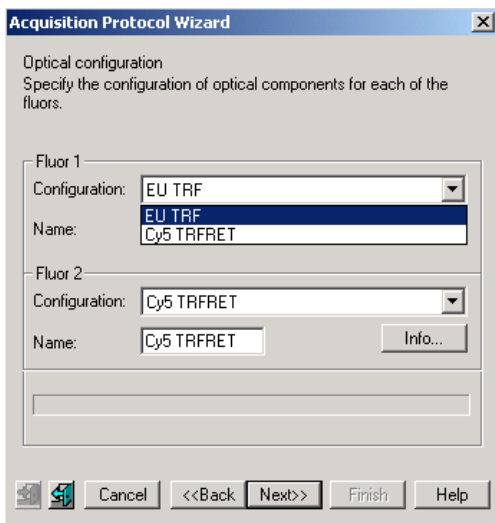 Acquisition Protocol Wizard
Optical configuration
Specify the configuration of optical components for each of the
fluors.
Fluor 1
Configuration: EU TRF
EU TRF
Name: Cy5 TRFRET
Fluor 2
Configuration: Cy5 TRFRET
Name: Cy5 TRFRET Info...
Cancel <<Back Next>> Finish Help